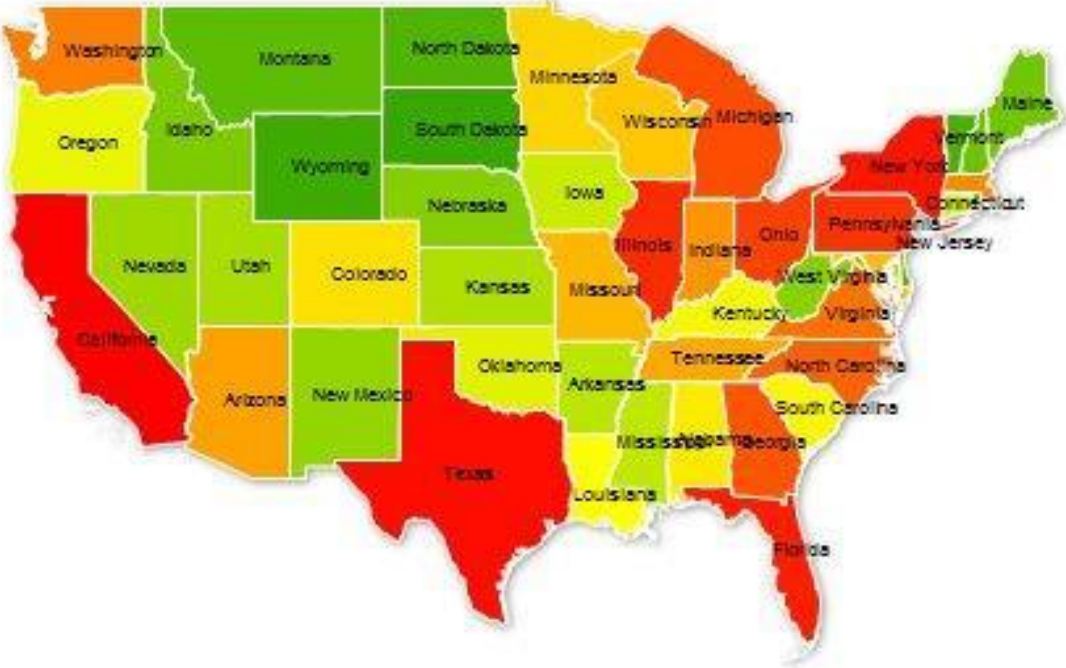 Washington
Montana
North Dakota
Minnesota
Maine
Oregon
Idaho
South Dakota
Wisconsin
Michigan
Vermont
Wyoming
New York
Nebraska
Iowa
Connecticut
Pennsylvania
Nevada
Utah
Colorado
Kansas
Missouri
Illinois
Indiana
Ohio
New Jersey
West Virginia
Kentucky
Virginia
California
Oklahoma
Tennessee
North Carolina
Arizona
New Mexico
Arkansas
South Carolina
Mississippi
Alabama
Georgia
Texas
Louisiana
Florida